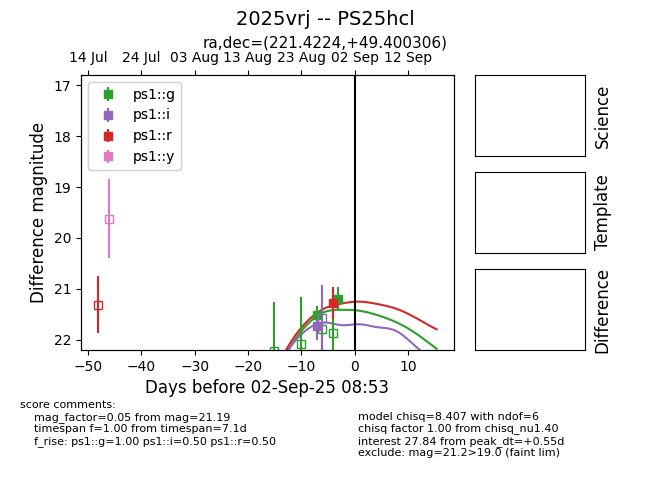 2025vrj -- PS25hcl
ra,dec=(221.4224,+49.400306)
14 Jul 24 Jul 03 Aug 13 Aug 23 Aug 02 Sep 12 Sep
17
18
19
20
21
22
Difference magnitude
ps1::g
ps1::i
ps1::r
ps1::y
−50 −40 −30 −20 −10 0 10
Days before 02-Sep-25 08:53
Science
Template
Difference
score comments:
mag_factor=0.05 from mag=21.19
timespan f=1.00 from timespan=7.1d
f_rise: ps1::g=1.00 ps1::i=0.50 ps1::r=0.50
model chisq=8.407 with ndof=6
chisq factor 1.00 from chisq_nu1.40
interest 27.84 from peak_dt=+0.55d
exclude: mag=21.2>19.0 (faint lim)